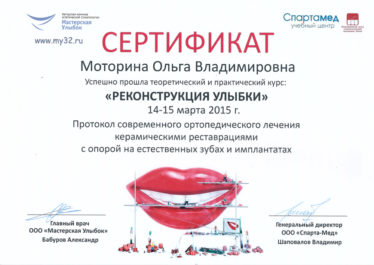 Мастерская
Улыбок
www.my32.ru
Спартамед
учебный центр
СЕРТИФИКАТ
Моторина Ольга Владимировна
Успешно прошла теоретический и практический курс:
«РЕКОНСТРУКЦИЯ УЛЫБКИ»
14-15 марта 2015 г.
Протокол современного ортопедического лечения
керамическими реставрациями
с опорой на естественных зубах и имплантатах
Главный врач
ООО «Мастерская Улыбок»
Бабуров Александр
Генеральный директор
ООО «Спарта-Мед»
Шаповалов Владимир